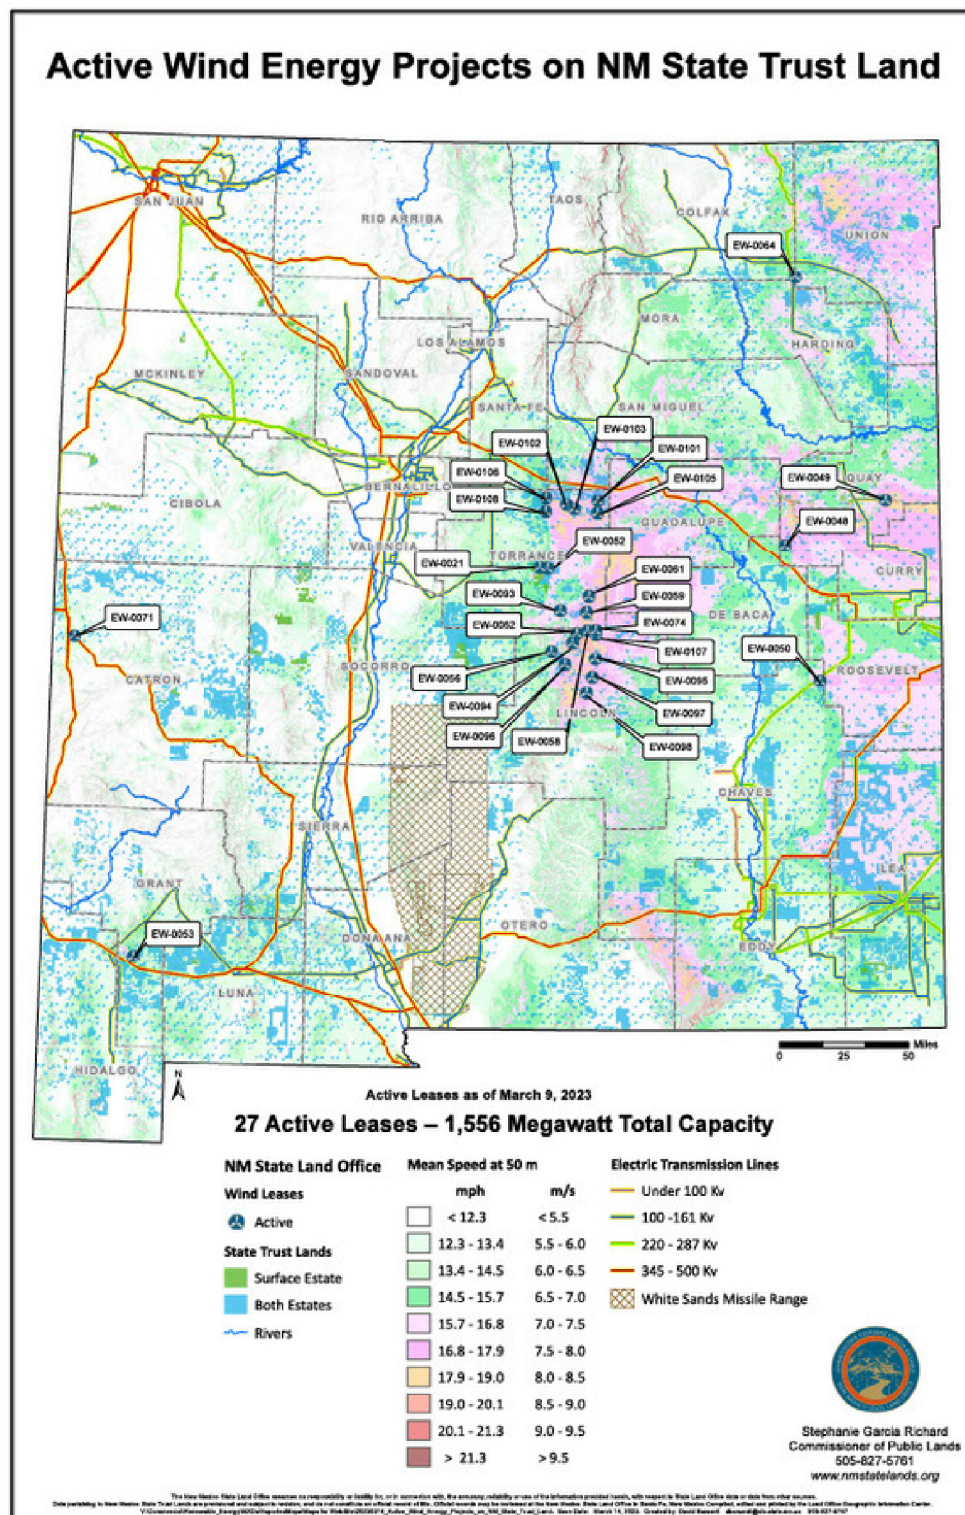 Active Wind Energy Projects on NM State Trust Land
SAN JUAN
RIO ARRIBA
TAOS
COLFAX
UNION
EW-0064
MORA
HARDING
LOS ALAMOS
MCKINLEY
SANDOVAL
SANTA FE
SAN MIGUEL
EW-0103
EW-0102
EW-0101
EW-0106
EW-0105
EW-0049
QUAY
EW-0108
BERNALILLO
CIBOLA
GUADALUPE
EW-0048
VALENCIA
EW-0052
TORRANCE
EW-0021
EW-0061
CURRY
EW-0093
EW-0059
DE BACA
EW-0071
EW-0062
EW-0074
EW-0107
EW-0050
SOCORRO
ROOSEVELT
CATRON
EW-0056
EW-0095
EW-0094
LINCOLN
EW-0097
EW-0096
EW-0058
EW-0098
CHAVES
SIERRA
LEA
GRANT
OTERO
EW-0053
DONA ANA
EDDY
LUNA
Miles
0 25 50
HIDALGO
N
Active Leases as of March 9, 2023
27 Active Leases – 1,556 Megawatt Total Capacity
NM State Land Office
Wind Leases
Active
State Trust Lands
Surface Estate
Both Estates
Rivers
Mean Speed at 50 m
mph m/s
< 12.3 < 5.5
12.3 - 13.4 5.5 - 6.0
13.4 - 14.5 6.0 - 6.5
14.5 - 15.7 6.5 - 7.0
15.7 - 16.8 7.0 - 7.5
16.8 - 17.9 7.5 - 8.0
17.9 - 19.0 8.0 - 8.5
19.0 - 20.1 8.5 - 9.0
20.1 - 21.3 9.0 - 9.5
> 21.3 > 9.5
Electric Transmission Lines
Under 100 Kv
100 -161 Kv
220 - 287 Kv
345 - 500 Kv
White Sands Missile Range
Stephanie Garcia Richard
Commissioner of Public Lands
505-827-5761
www.nmstatelands.org